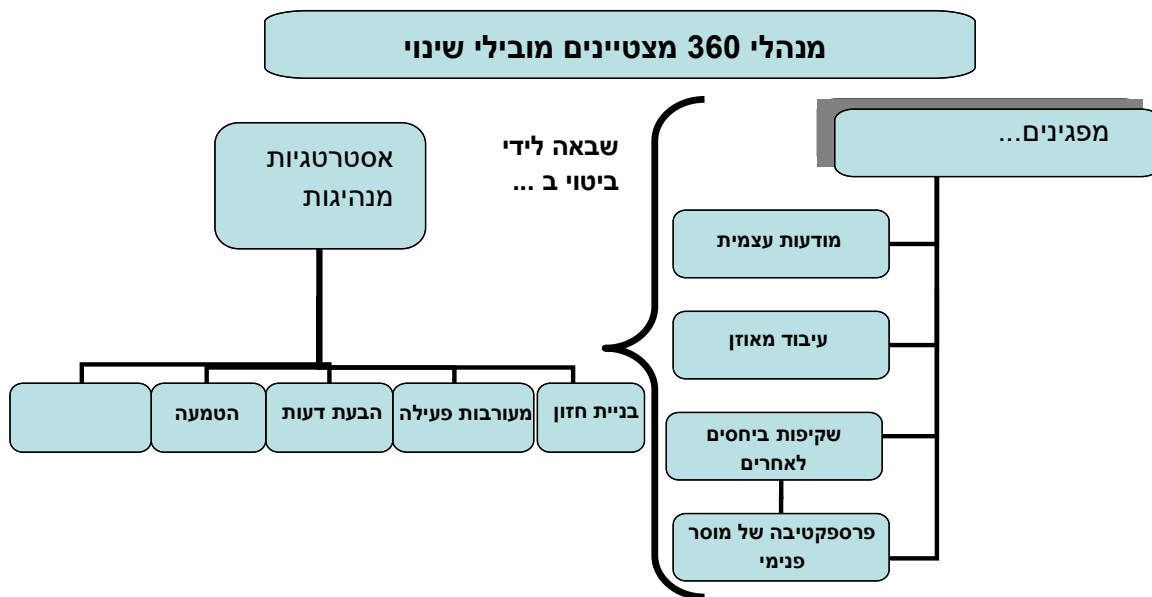 מנהלי 360 מצטיינים מובילי שינוי
מפגינים...
מודעות עצמית
עיבוד מאוזן
שקיפות ביחסים
לאחרים
פרספקטיבה של מוסר
פנימי
שבאה לידי
ביטוי ב ...
אסטרטגיות
מנהיגות
בניית חזון
מעורבות פעילה
הבעת דעות
הטמעה